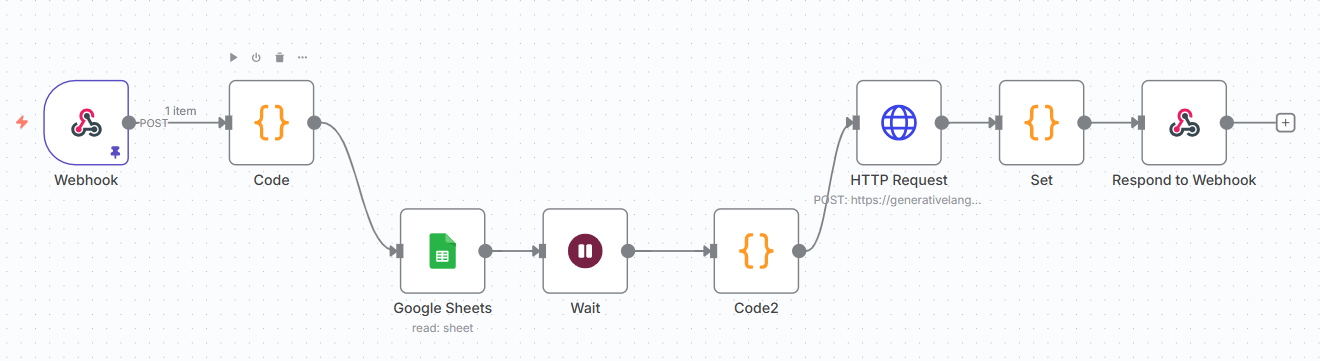 1 item
POST
Webhook
Code
HTTP Request
POST: https://generativelang...
Set
Respond to Webhook
Google Sheets
read: sheet
Wait
Code2